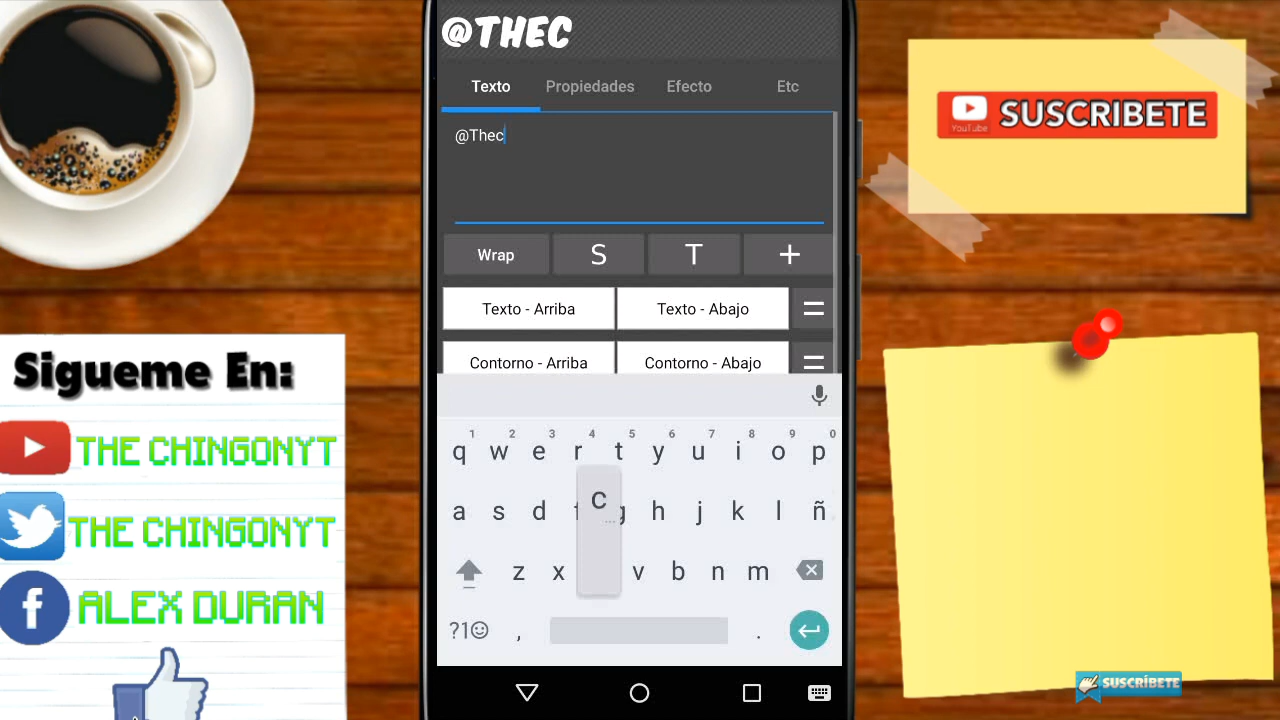 @THEC
Texto Propiedades Efecto Etc
@Thec
Wrap S T +
Texto - Arriba Texto - Abajo =
Contorno - Arriba Contorno - Abajo =
1 2 3 4 5 6 7 8 9 0
q w e r t y u i o p
a s d f g h j k l ñ
C
z x v b n m
?1☺ , .
YouTube SUSCRIBETE
Sigueme En:
THE CHINGONYT
THE CHINGONYT
f ALEX DURAN
SUSCRÍBETE